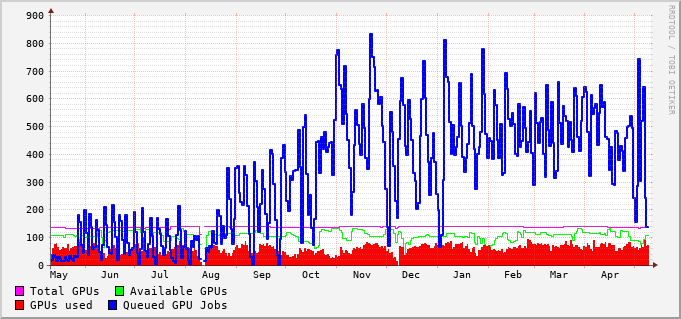 900
800
700
600
500
400
300
200
100
0
May Jun Jul Aug Sep Oct Nov Dec Jan Feb Mar Apr
Total GPUs Available GPUs
GPUs used Queued GPU Jobs
RRDTOOL / TOBI OETIKER